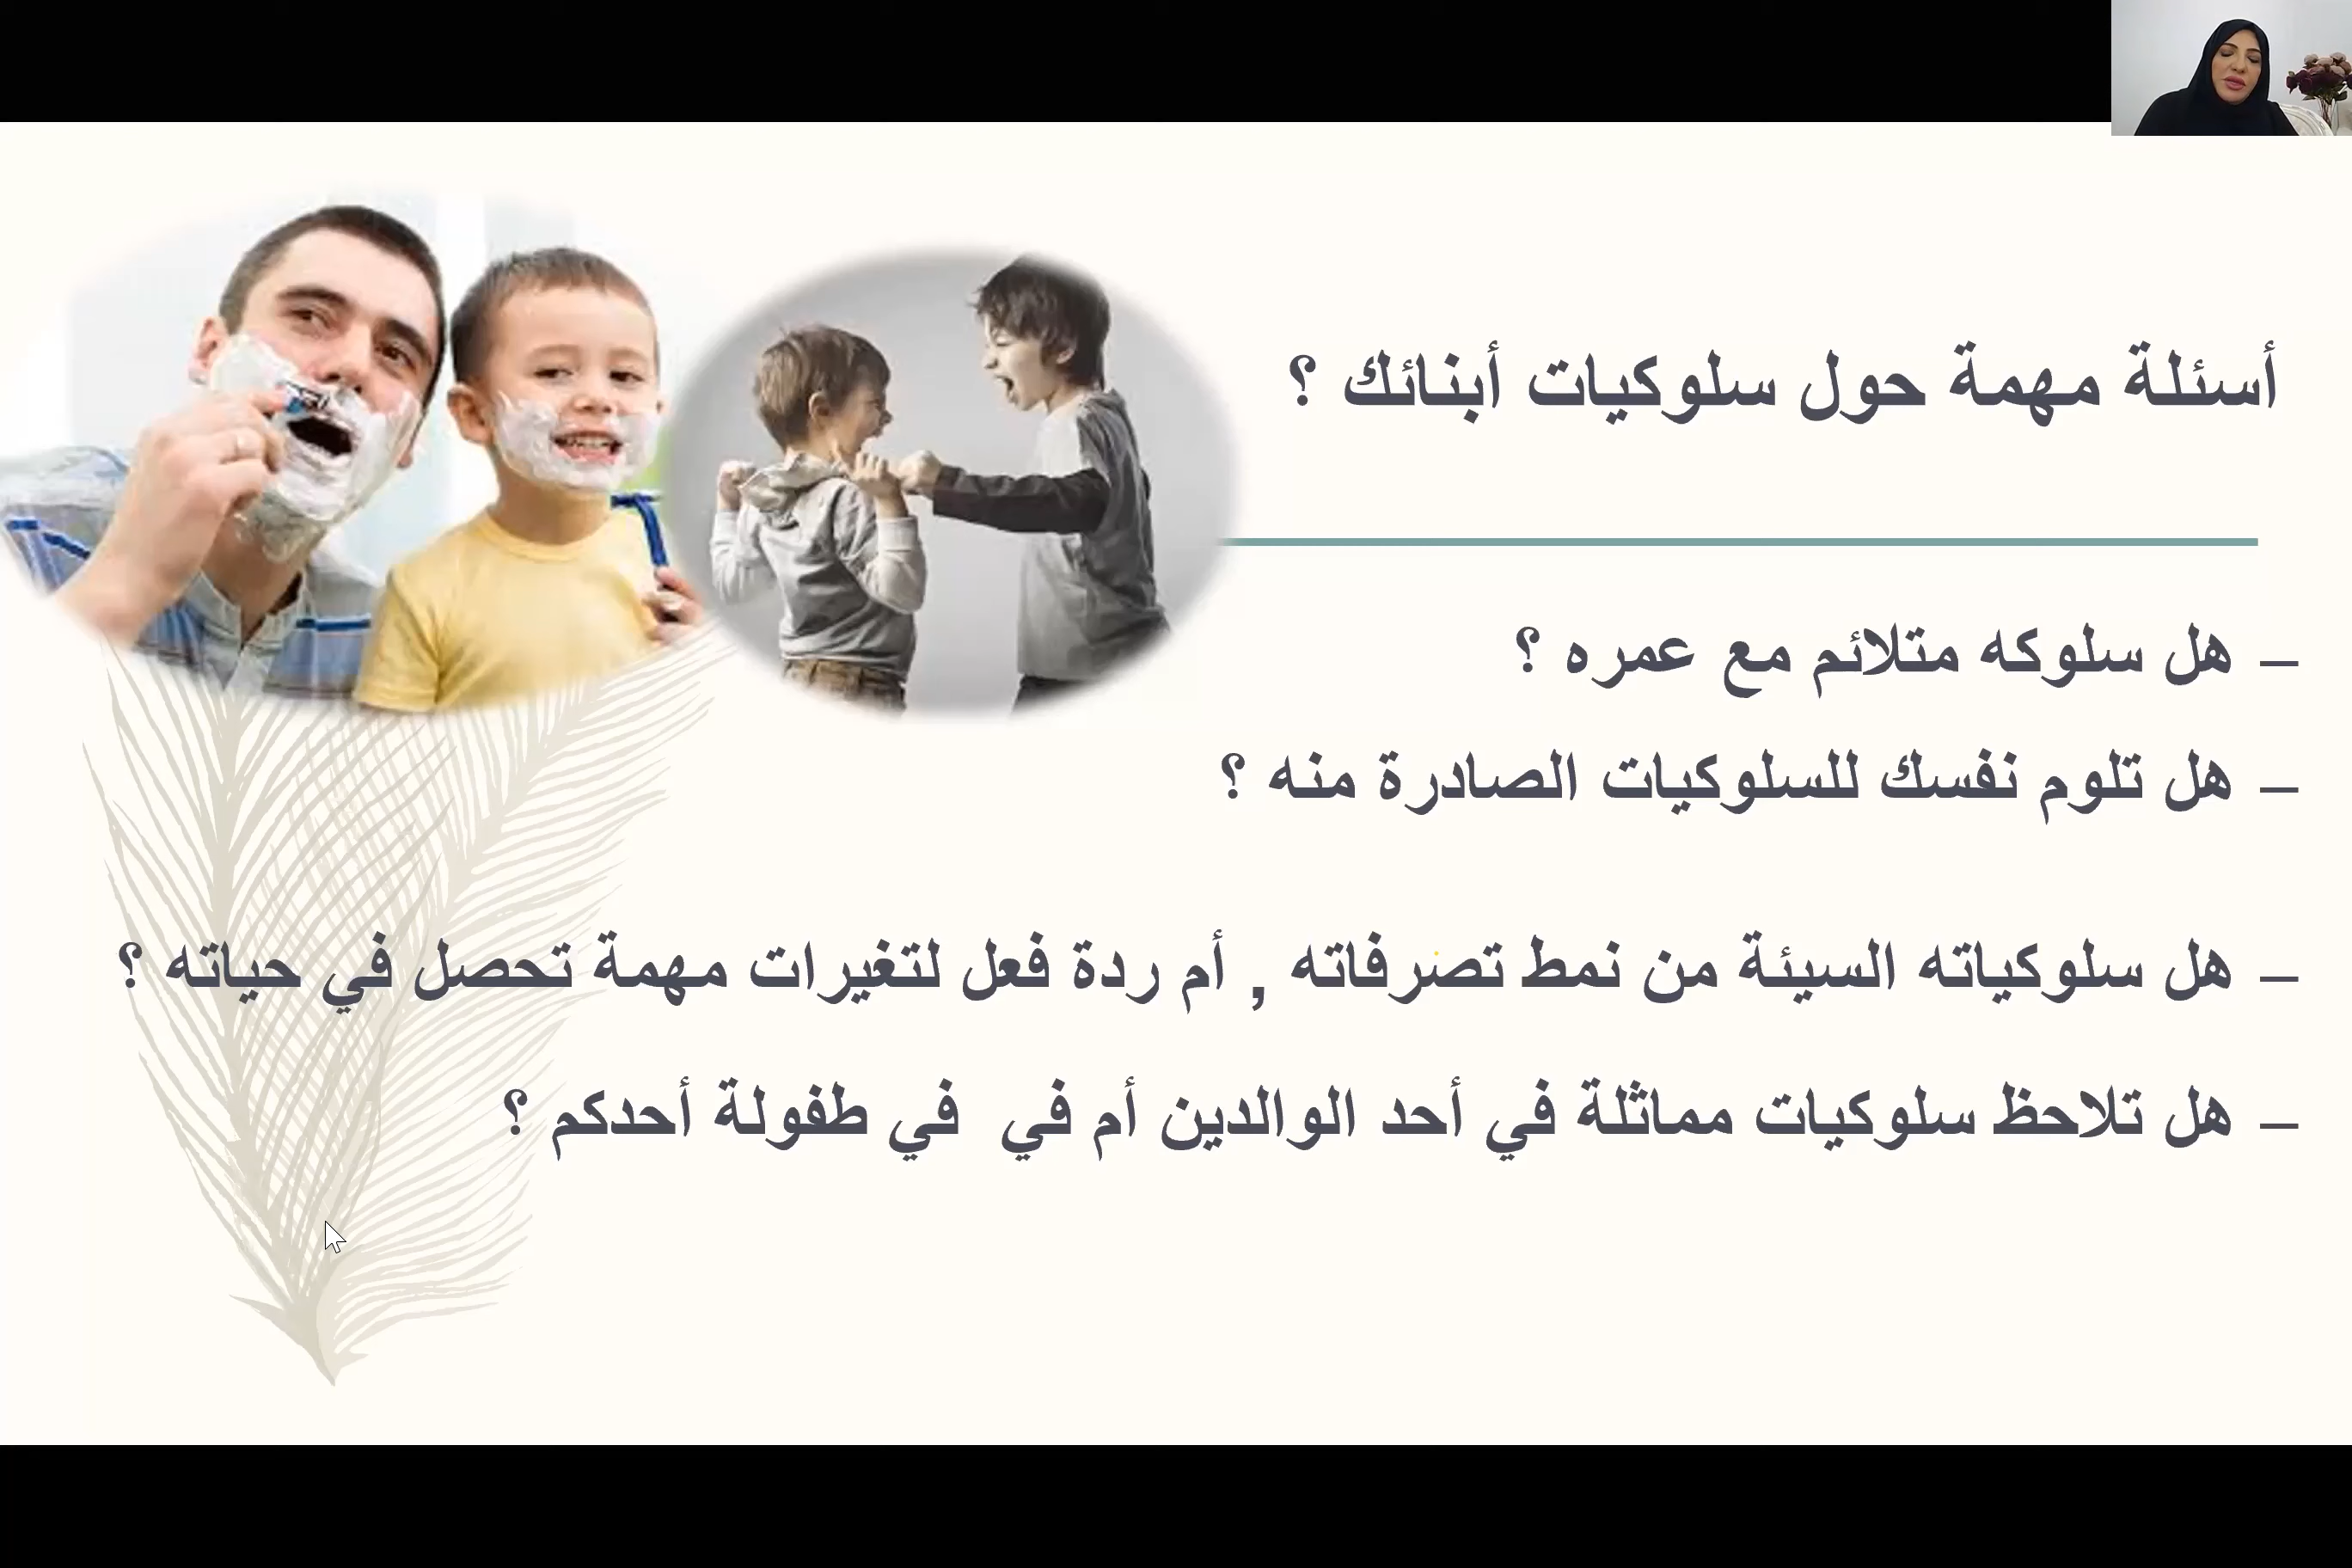 أسئلة مهمة حول سلوكيات أبنائك ؟
– هل سلوكه متلائم مع عمره ؟
– هل تلوم نفسك للسلوكيات الصادرة منه ؟
– هل سلوكياته السيئة من نمط تصرفاته , أم ردة فعل لتغيرات مهمة تحصل في حياته ؟
– هل تلاحظ سلوكيات مماثلة في أحد الوالدين أم في  في طفولة أحدكم ؟